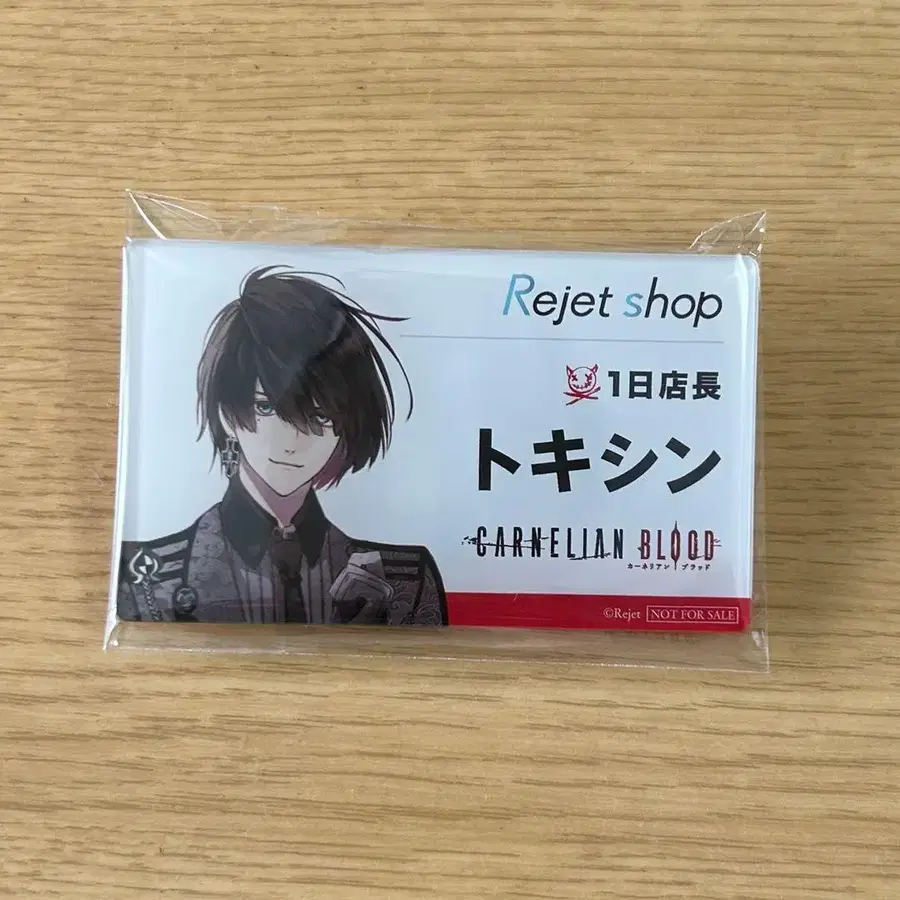 Rejet shop
1日店長
トキシン
CARNELIAN BLOOD
カーネリアン ブラッド
©Rejet NOT FOR SALE